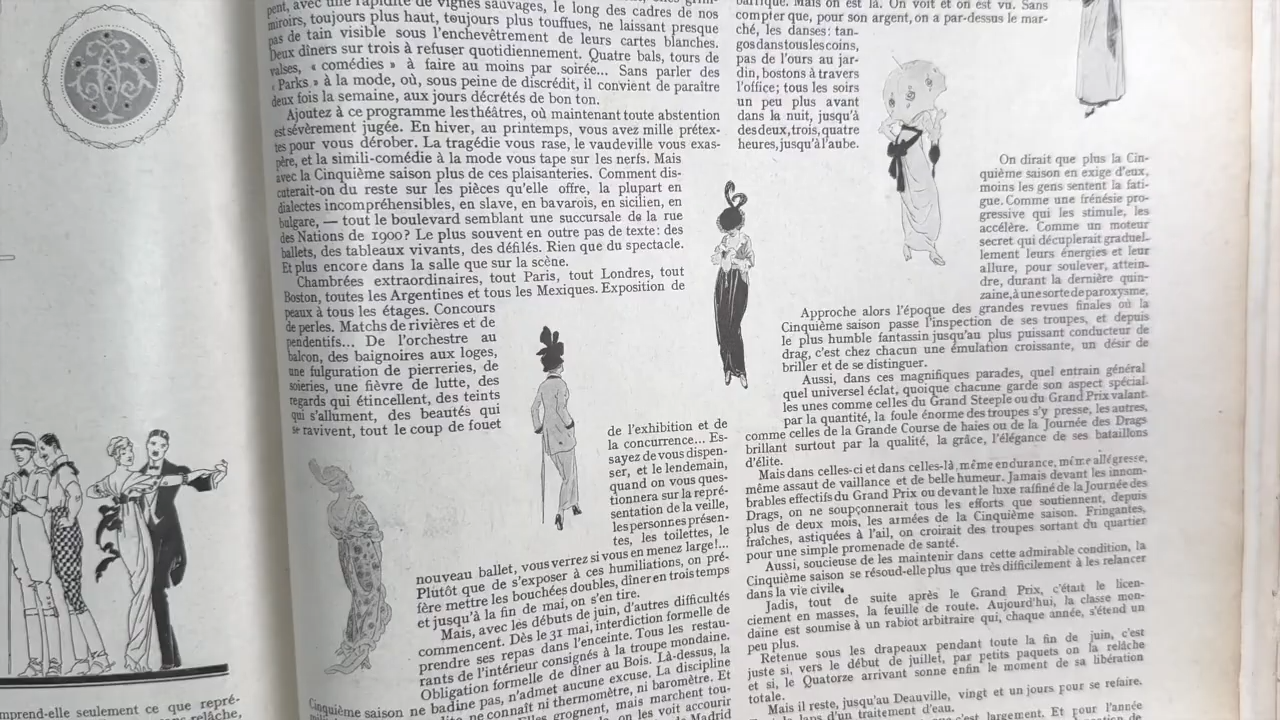 pent, avec une rapidité de vignes sauvages, le long des cadres de nos
miroirs, toujours plus haut, toujours plus touffues, ne laissant presque
pas de tain visible sous l'enchevêtrement de leurs cartes blanches.
Deux dîners sur trois à refuser quotidiennement. Quatre bals, tours de
valses, « comédies » à faire au moins par soirée... Sans parler des
« Parks » à la mode, où, sous peine de discrédit, il convient de paraître
deux fois la semaine, aux jours décrétés de bon ton.
Ajoutez à ce programme les théâtres, où maintenant toute abstention
est sévèrement jugée. En hiver, au printemps, vous avez mille prétex-
tes pour vous dérober. La tragédie vous rase, le vaudeville vous exas-
père, et la simili-comédie à la mode vous tape sur les nerfs. Mais
avec la Cinquième saison plus de ces plaisanteries. Comment dis-
cuterait-on du reste sur les pièces qu'elle offre, la plupart en
dialectes incompréhensibles, en slave, en bavarois, en sicilien, en
bulgare, — tout le boulevard semblant une succursale de la rue
des Nations de 1900? Le plus souvent en outre pas de texte: des
ballets, des tableaux vivants, des défilés. Rien que du spectacle.
Et plus encore dans la salle que sur la scène.
Chambrées extraordinaires, tout Paris, tout Londres, tout
Boston, toutes les Argentines et tous les Mexiques. Exposition de
peaux à tous les étages. Concours
de perles. Matchs de rivières et de
pendentifs... De l'orchestre au
balcon, des baignoires aux loges,
une fulguration de pierreries, de
soieries, une fièvre de lutte, des
regards qui étincellent, des teints
qui s'allument, des beautés qui
se ravivent, tout le coup de fouet
de l'exhibition et de
la concurrence... Es-
sayez de vous dispen-
ser, et le lendemain,
quand on vous ques-
tionnera sur la repré-
sentation de la veille,
les personnes présen-
tes, les toilettes, le
nouveau ballet, vous verrez si vous en menez large!...
Plutôt que de s'exposer à ces humiliations, on pré-
fère mettre les bouchées doubles, dîner en trois temps
et jusqu'à la fin de mai, on s'en tire.
Mais, avec les débuts de juin, d'autres difficultés
commencent. Dès le 31 mai, interdiction formelle de
prendre ses repas dans l'enceinte. Tous les restau-
rants de l'intérieur consignés à la troupe mondaine.
Obligation formelle de dîner au Bois. Là-dessus, la
Cinquième saison ne badine pas, n'admet aucune excuse. La discipline
ne connaît ni thermomètre, ni baromètre. Et
grognent, mais marchent tou-
on les voit accourir
Madrid
barrique. Mais on est là. On voit et on est vu. Sans
compter que, pour son argent, on a par-dessus le mar-
ché, les danses: tan-
gos dans tous les coins,
pas de l'ours au jar-
din, bostons à travers
l'office; tous les soirs
un peu plus avant
dans la nuit, jusqu'à
des deux, trois, quatre
heures, jusqu'à l'aube.
On dirait que plus la Cin-
quième saison en exige d'eux,
moins les gens sentent la fati-
gue. Comme une frénésie pro-
gressive qui les stimule, les
accélère. Comme un moteur
secret qui décuplerait graduel-
lement leurs énergies et leur
allure, pour soulever, attein-
dre, durant la dernière quin-
zaine, à une sorte de paroxysme.
Approche alors l'époque des grandes revues finales où la
Cinquième saison passe l'inspection de ses troupes, et depuis
le plus humble fantassin jusqu'au plus puissant conducteur de
drag, c'est chez chacun une émulation croissante, un désir de
briller et de se distinguer.
Aussi, dans ces magnifiques parades, quel entrain général
quel universel éclat, quoique chacune garde son aspect spécial-
les unes comme celles du Grand Steeple ou du Grand Prix valant-
par la quantité, la foule énorme des troupes s'y presse, les autres,
comme celles de la Grande Course de haies ou de la Journée des Drags
brillant surtout par la qualité, la grâce, l'élégance de ses bataillons
d'élite.
Mais dans celles-ci et dans celles-là, même endurance, même allégresse,
même assaut de vaillance et de belle humeur. Jamais devant les innom-
brables effectifs du Grand Prix ou devant le luxe raffiné de la Journée des
Drags, on ne soupçonnerait tous les efforts que soutiennent, depuis
plus de deux mois, les armées de la Cinquième saison. Fringantes,
fraîches, astiquées à l'ail, on croirait des troupes sortant du quartier
pour une simple promenade de santé.
Aussi, soucieuse de les maintenir dans cette admirable condition, la
Cinquième saison se résoud-elle plus que très difficilement à les relancer
dans la vie civile.
Jadis, tout de suite après le Grand Prix, c'était le licen-
ciement en masses, la feuille de route. Aujourd'hui, la classe mon-
daine est soumise à un rabiot arbitraire qui, chaque année, s'étend un
peu plus.
Retenue sous les drapeaux pendant toute la fin de juin, c'est
juste si, vers le début de juillet, par petits paquets on la relâche
et si, le Quatorze arrivant sonne enfin le moment de sa libération
totale.
Mais il reste, jusqu'au Deauville, vingt et un jours pour se refaire,
laps d'un traitement d'eau.
c'est largement. Et pour l'année
mprend-elle seulement ce que repré-
sans relâche,